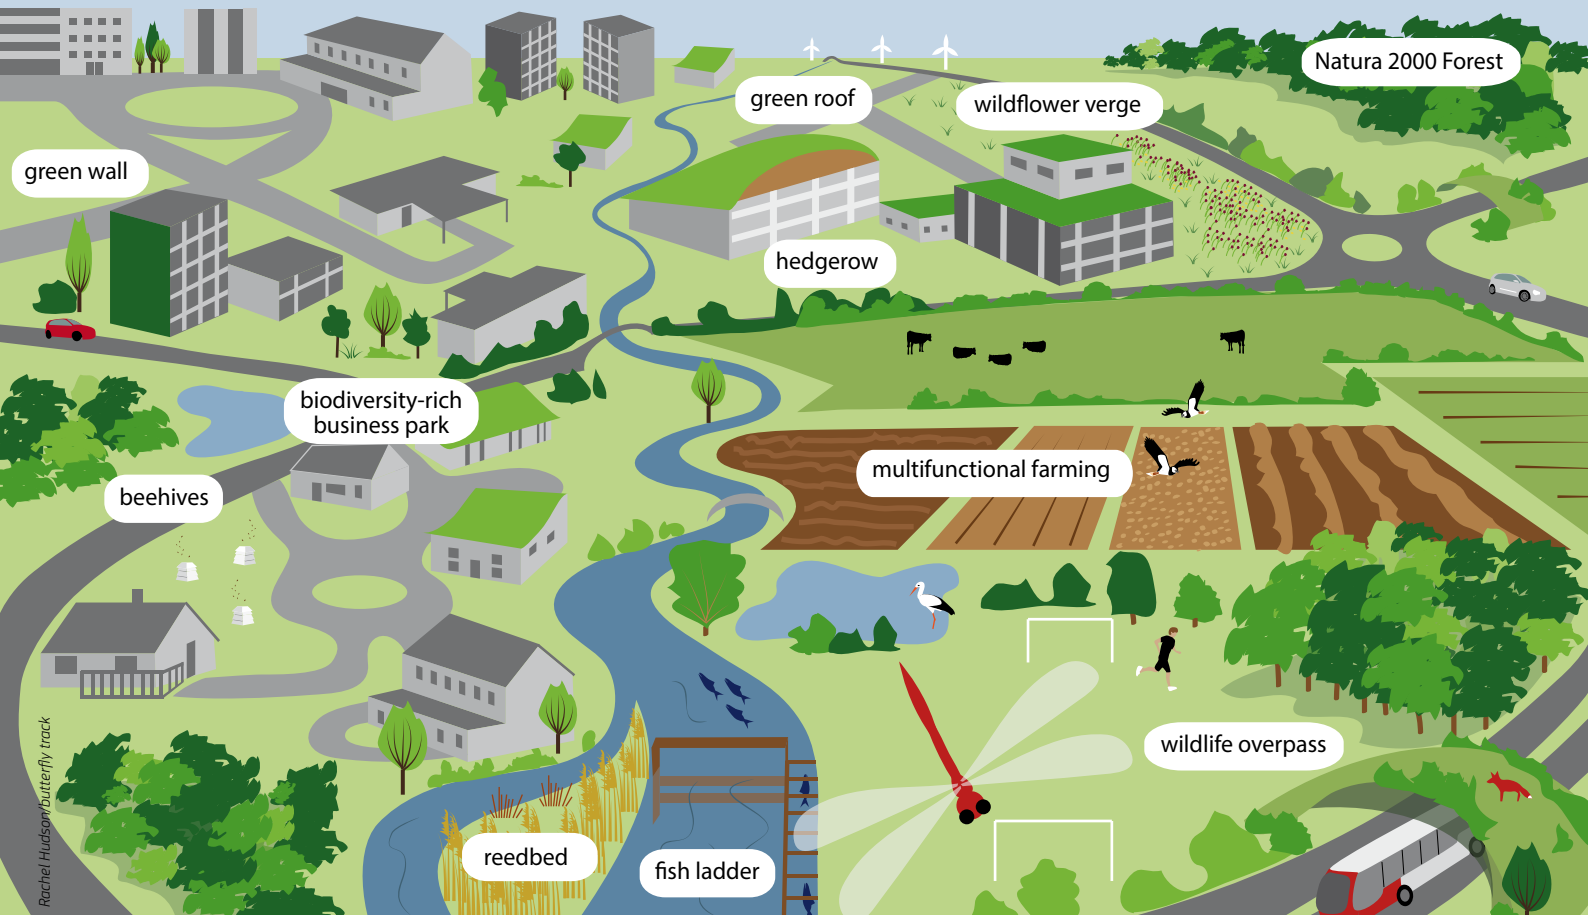 Natura 2000 Forest
green roof
wildflower verge
green wall
hedgerow
biodiversity-rich
business park
multifunctional farming
beehives
wildlife overpass
reedbed
fish ladder
Rachel Hudson/butterfly track